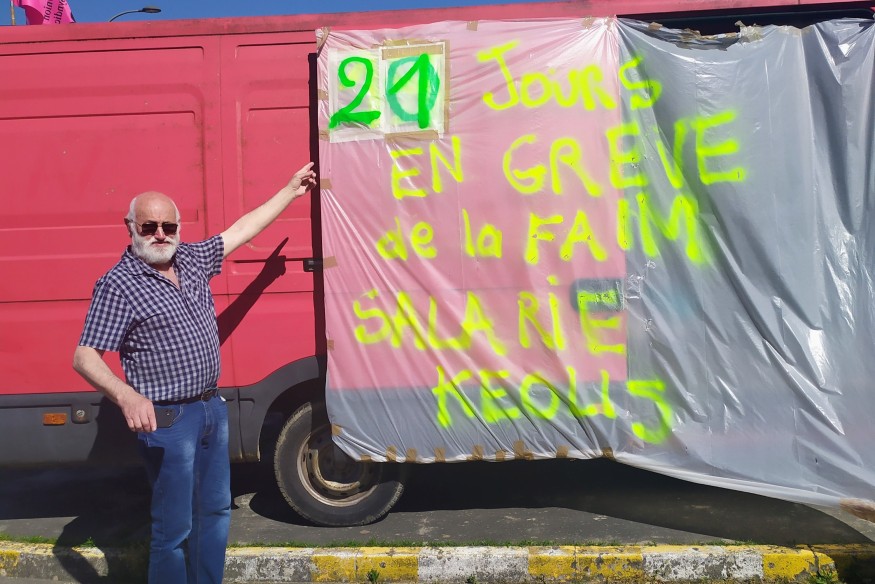 21 Jours
EN GREVE
de la FAIM
SALARIE
KEOLIS